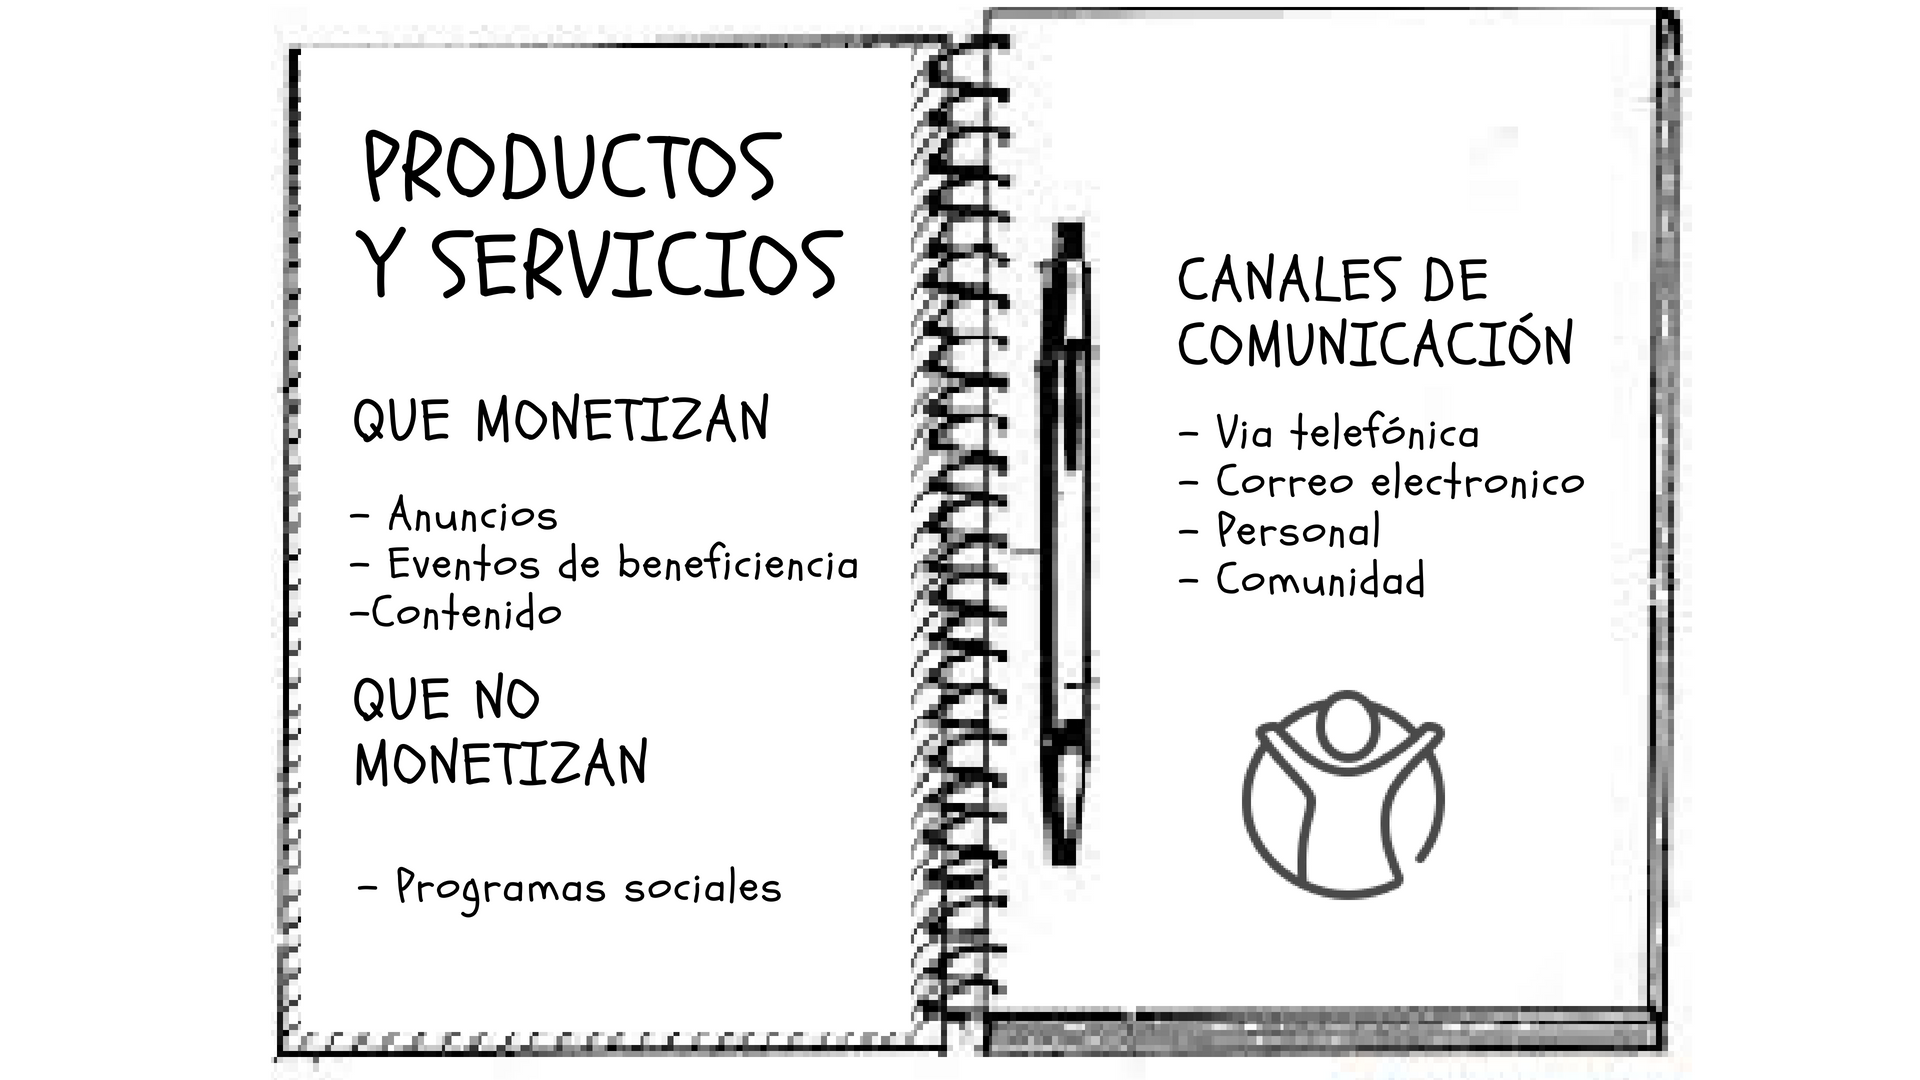 PRODUCTOS
Y SERVICIOS
QUE MONETIZAN
- Anuncios
- Eventos de beneficiencia
-Contenido
QUE NO
MONETIZAN
- Programas sociales
CANALES DE
COMUNICACIÓN
- Via telefónica
- Correo electronico
- Personal
- Comunidad